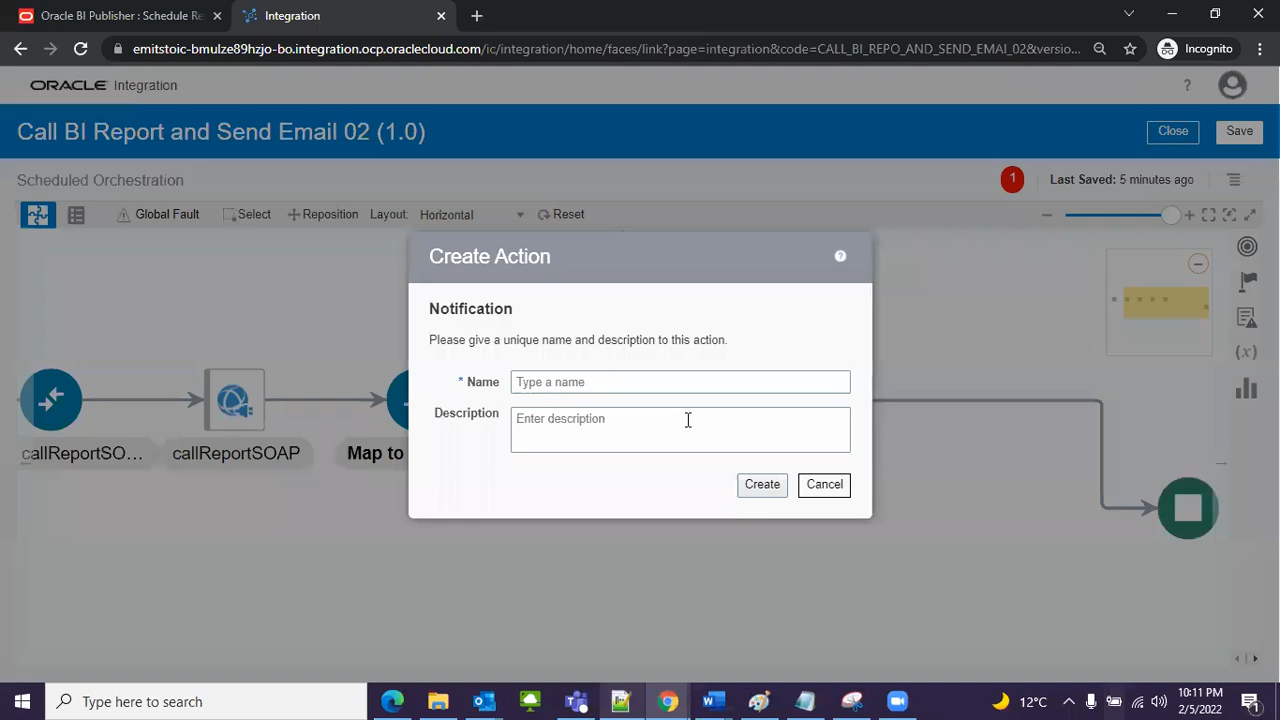 Oracle BI Publisher : Schedule Re
Integration
emitstoic-bmulze89hzjo-bo.integration.ocp.oraclecloud.com/ic/integration/home/faces/link?page=integration&code=CALL_BI_REPO_AND_SEND_EMAI_02&versio...
Incognito
ORACLE Integration
?
Call BI Report and Send Email 02 (1.0)
Close
Save
Scheduled Orchestration
1
Last Saved: 5 minutes ago
Global Fault
Select
Reposition
Layout:
Horizontal
Reset
Create Action
?
Notification
Please give a unique name and description to this action.
* Name
Type a name
Description
Enter description
Create
Cancel
callReportSO...
callReportSOAP
Map to
(x)
Type here to search
12°C
10:11 PM
2/5/2022
1